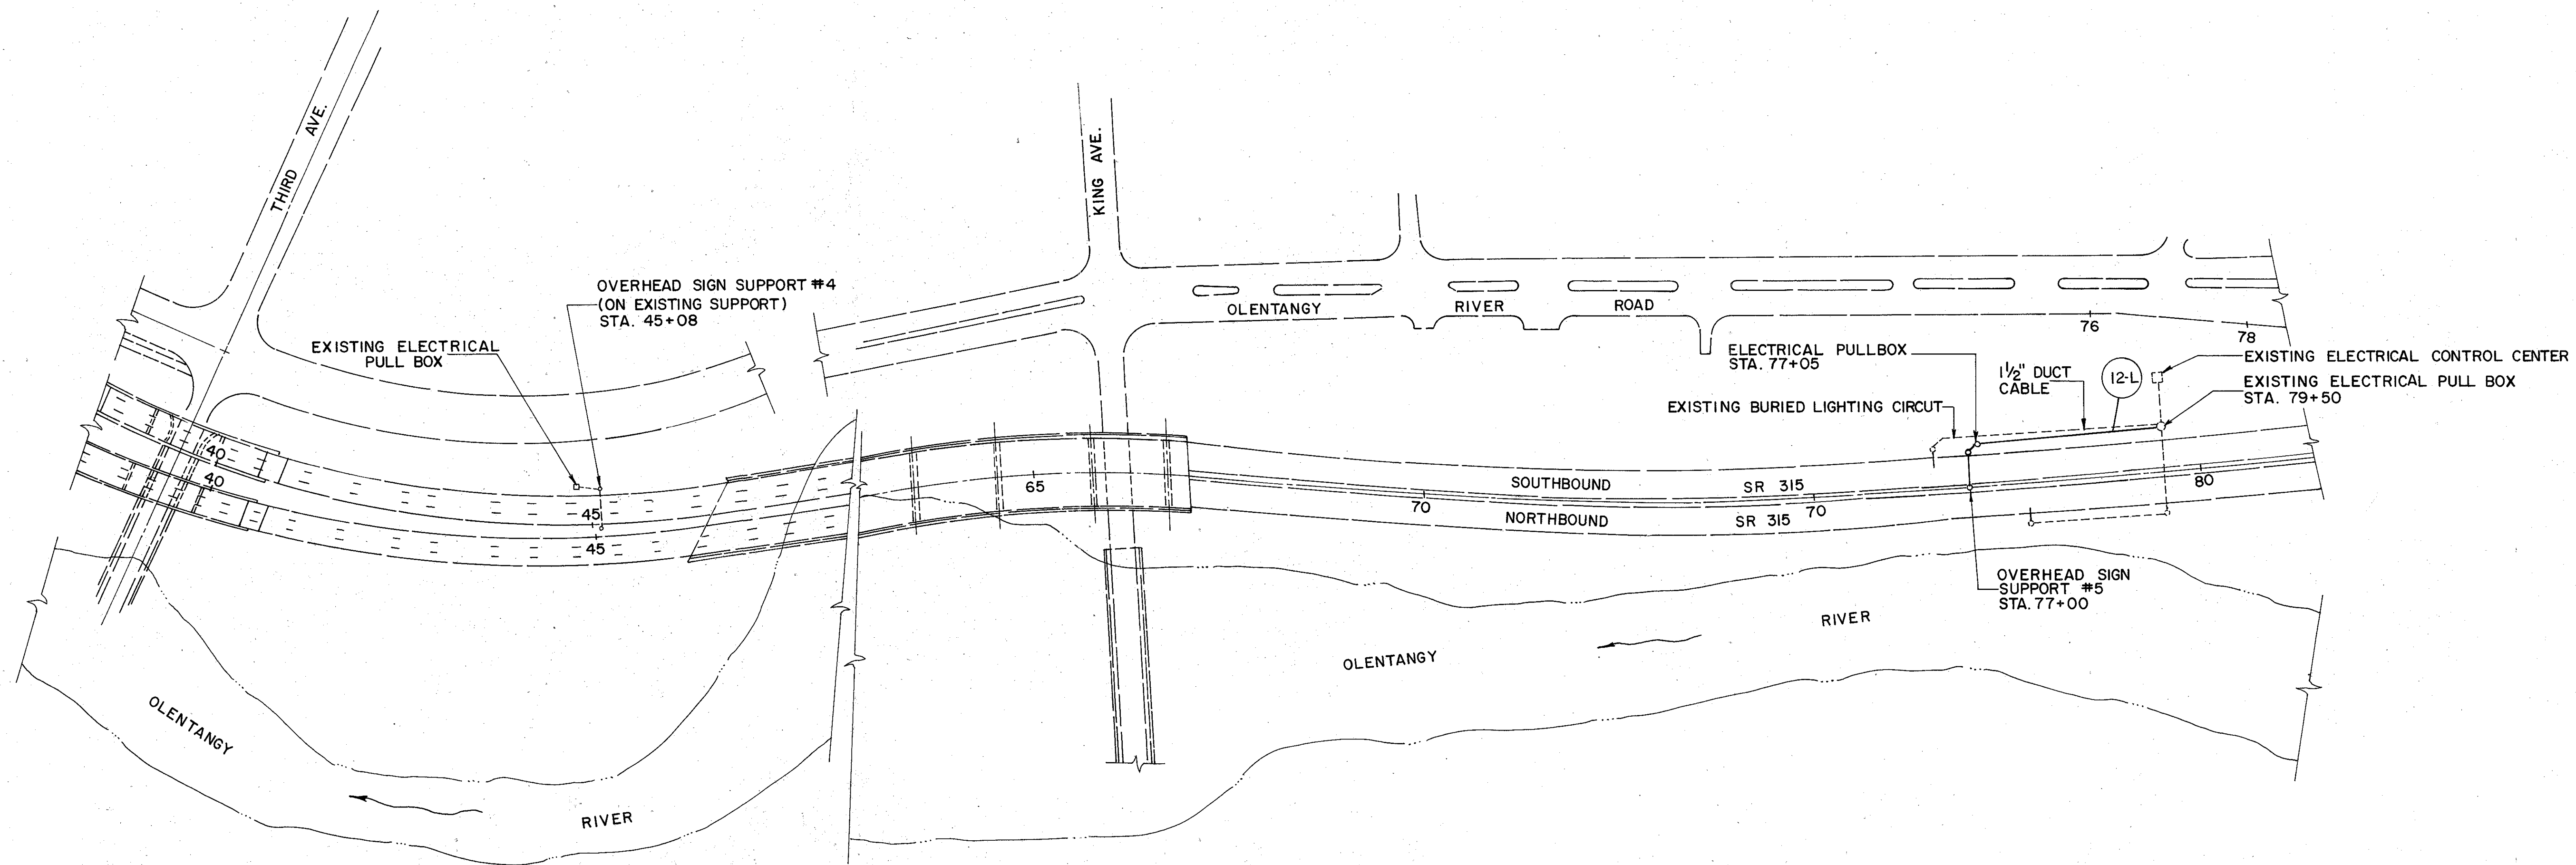 THIRD AVE.
KING AVE.
OVERHEAD SIGN SUPPORT #4
(ON EXISTING SUPPORT)
STA. 45+08
EXISTING ELECTRICAL
PULL BOX
OLENTANGY RIVER ROAD
76
78
ELECTRICAL PULLBOX
STA. 77+05
1 1/2" DUCT
CABLE
12-L
EXISTING ELECTRICAL CONTROL CENTER
EXISTING ELECTRICAL PULL BOX
STA. 79+50
EXISTING BURIED LIGHTING CIRCUT
40
40
45
45
65
70
70
80
SOUTHBOUND SR 315
NORTHBOUND SR 315
OVERHEAD SIGN
SUPPORT #5
STA. 77+00
OLENTANGY RIVER
OLENTANGY RIVER